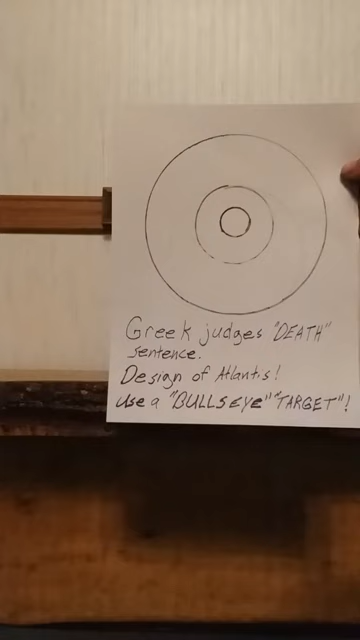 Greek judges "DEATH"
sentence.
Design of Atlantis!
use a "BULLSeye" "TARGET"!